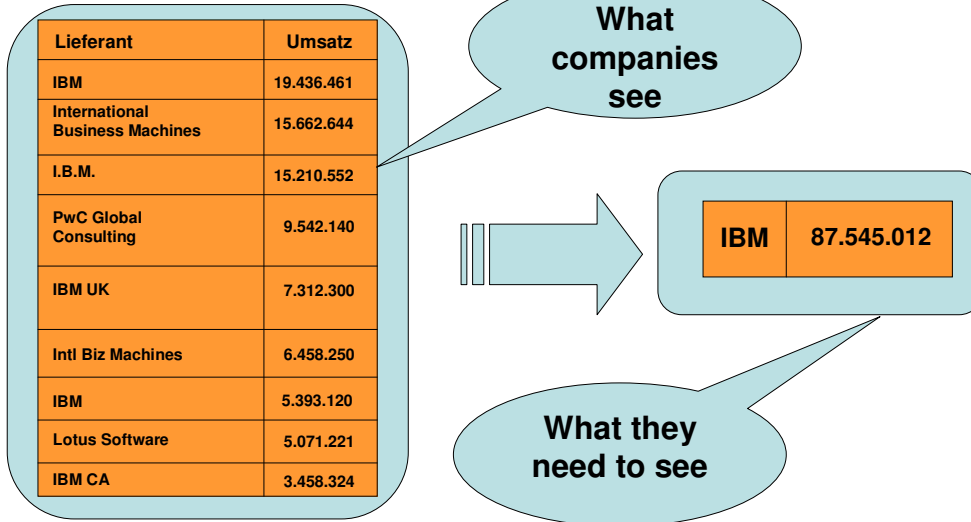 Lieferant Umsatz
IBM 19.436.461
International
Business Machines 15.662.644
I.B.M. 15.210.552
PwC Global
Consulting 9.542.140
IBM UK 7.312.300
Intl Biz Machines 6.458.250
IBM 5.393.120
Lotus Software 5.071.221
IBM CA 3.458.324
What
companies
see
IBM 87.545.012
What they
need to see